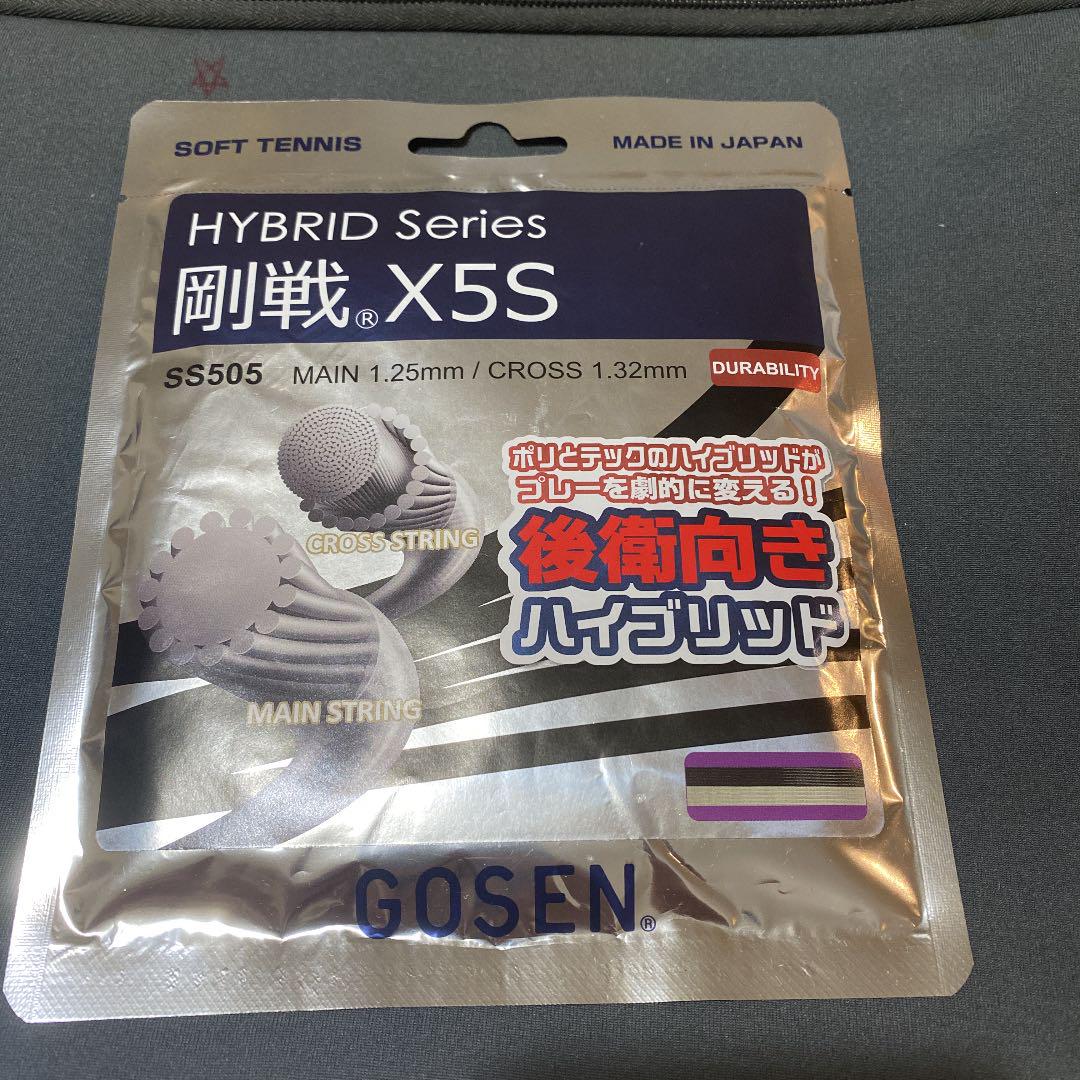 SOFT TENNIS
MADE IN JAPAN
HYBRID Series
剛戦® X5S
SS505 MAIN 1.25mm / CROSS 1.32mm
DURABILITY
ポリとテックのハイブリッドが
プレーを劇的に変える！
後衛向き
ハイブリッド
CROSS STRING
MAIN STRING
GOSEN®